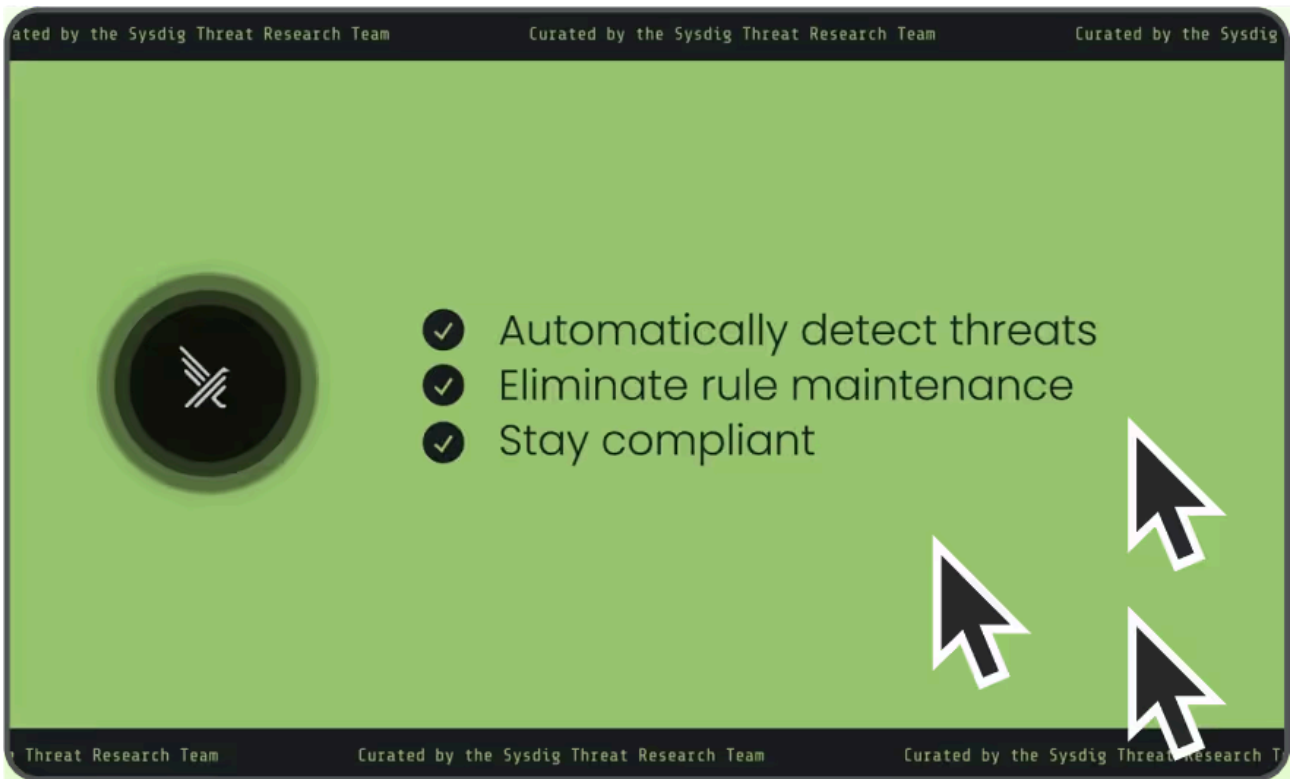 ated by the Sysdig Threat Research Team Curated by the Sysdig Threat Research Team Curated by the Sysdig
Automatically detect threats
Eliminate rule maintenance
Stay compliant
Threat Research Team Curated by the Sysdig Threat Research Team Curated by the Sysdig Threat Research T